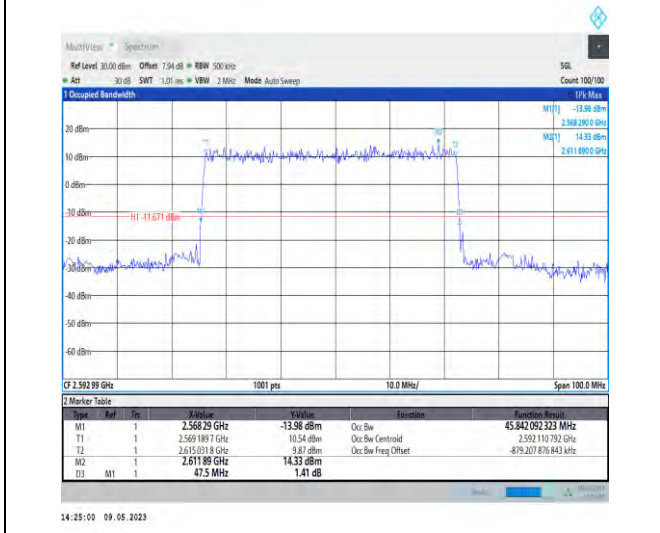 MultiView Spectrum
Ref Level 30.00 dBm Offset 7.94 dB RBW 500 kHz SGL
Att 30 dB SWT 1.01 ms VBW 2 MHz Mode Auto Sweep Count 100/100
1 Occupied Bandwidth 1Pk Max
M1[1] -13.98 dBm
2.568 290 0 GHz
20 dBm
M2[1] 14.33 dBm
2.611 890 0 GHz
10 dBm
0 dBm
-10 dBm
H1 -11.671 dBm
-20 dBm
-30 dBm
-40 dBm
-50 dBm
-60 dBm
CF 2.592 99 GHz 1001 pts 10.0 MHz/ Span 100.0 MHz
2 Marker Table
Type Ref Trc X-Value Y-Value Function Function Result
M1 1 2.568 29 GHz -13.98 dBm Occ Bw 45.842 092 323 MHz
T1 1 2.569 189 7 GHz 10.54 dBm Occ Bw Centroid 2.592 110 792 GHz
T2 1 2.615 031 8 GHz 9.87 dBm Occ Bw Freq Offset -879.207 876 843 kHz
M2 1 2.611 89 GHz 14.33 dBm
D3 M1 1 47.5 MHz 1.41 dB
14:25:00 09.05.2023